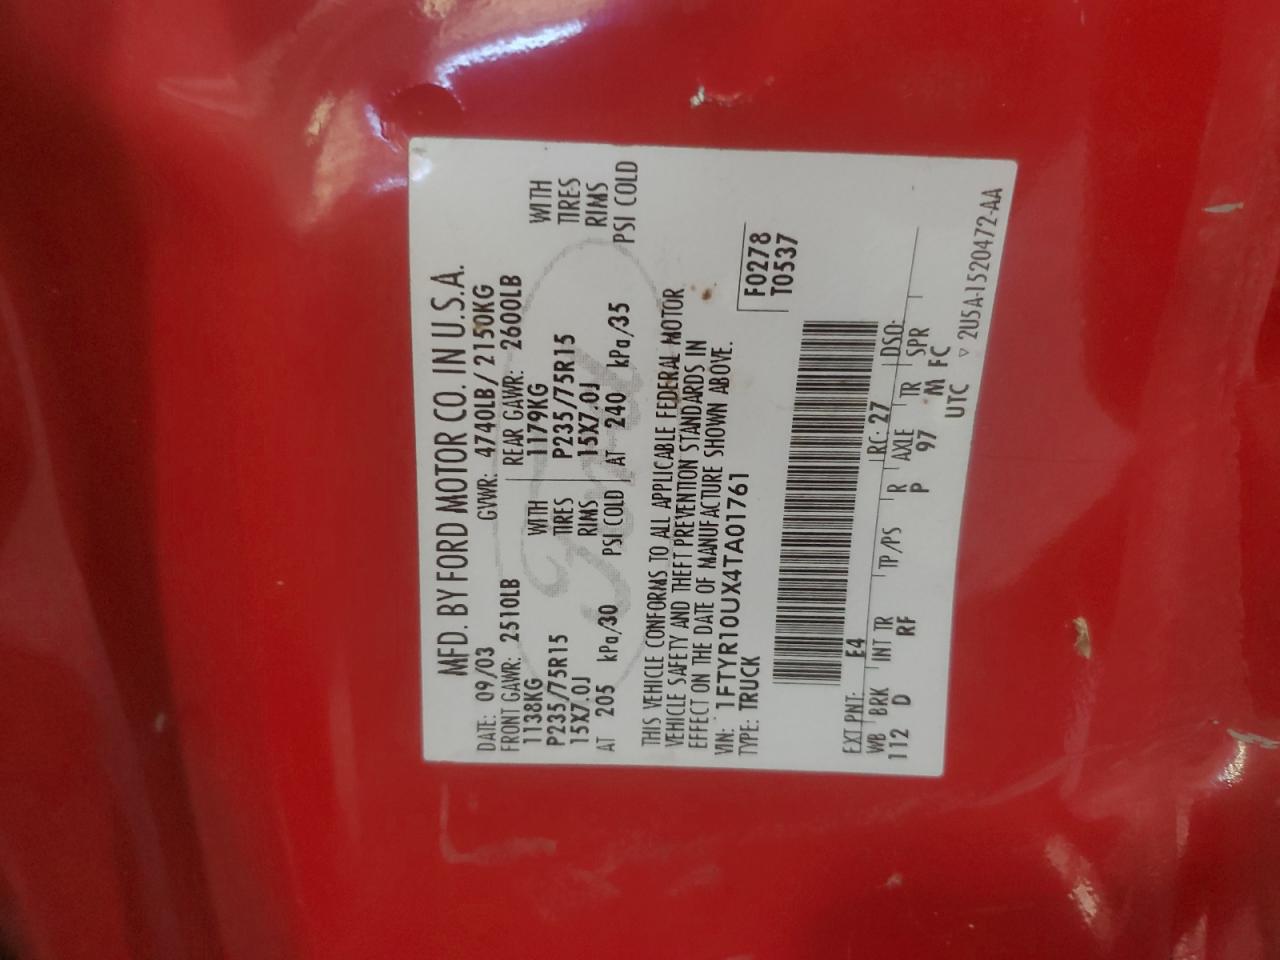 MFD. BY FORD MOTOR CO. IN U.S.A.
DATE: 09/03 GVWR: 4740LB/ 2150KG
FRONT GAWR: 2510LB REAR GAWR: 2600LB
1138KG WITH 1179KG WITH
P235/75R15 TIRES P235/75R15 TIRES
15X7.0J RIMS 15X7.0J RIMS
AT 205 kPa/30 PSI COLD AT 240 kPa/35 PSI COLD
THIS VEHICLE CONFORMS TO ALL APPLICABLE FEDERAL MOTOR
VEHICLE SAFETY AND THEFT PREVENTION STANDARDS IN
EFFECT ON THE DATE OF MANUFACTURE SHOWN ABOVE.
VIN: 1FTYR10UX4TA01761
TYPE: TRUCK
F0278
T0537
EXT PNT: E4 RC: 27 DSO:
WB BRK INT TR TP/PS R AXLE TR SPR
112 D RF P 97 M FC
UTC ▽ 2U5A-1520472-AA
Ford